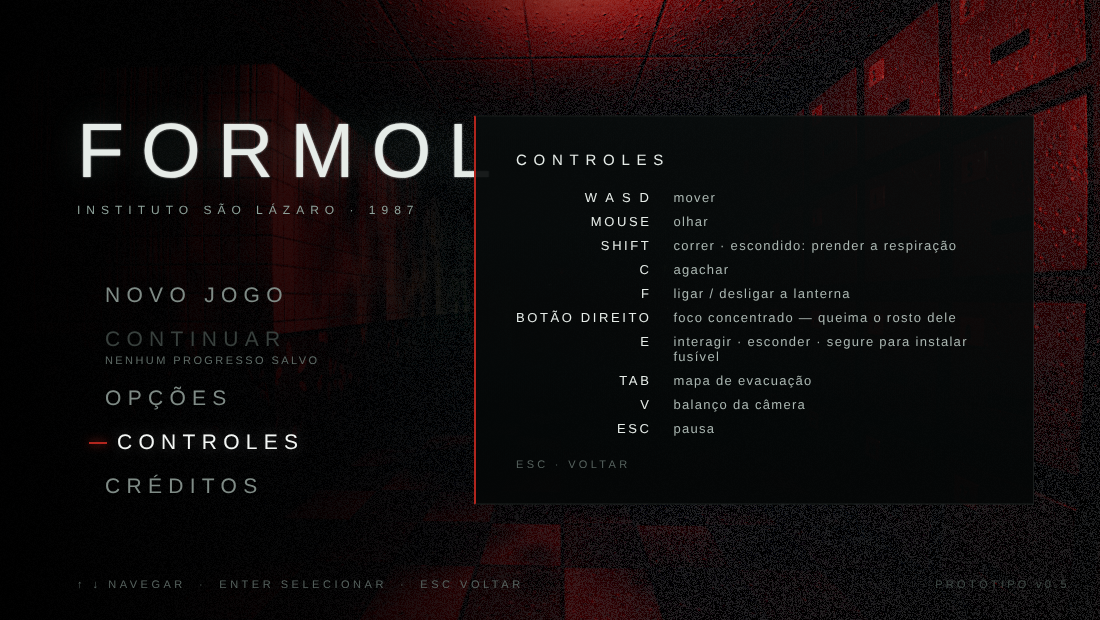 FORMOL
INSTITUTO SÃO LÁZARO · 1987
NOVO JOGO
CONTINUAR
NENHUM PROGRESSO SALVO
OPÇÕES
— CONTROLES
CRÉDITOS
CONTROLES
W A S D mover
MOUSE olhar
SHIFT correr · escondido: prender a respiração
C agachar
F ligar / desligar a lanterna
BOTÃO DIREITO foco concentrado — queima o rosto dele
E interagir · esconder · segure para instalar
fusível
TAB mapa de evacuação
V balanço da câmera
ESC pausa
ESC · VOLTAR
↑ ↓ NAVEGAR · ENTER SELECIONAR · ESC VOLTAR
PROTÓTIPO v0.5